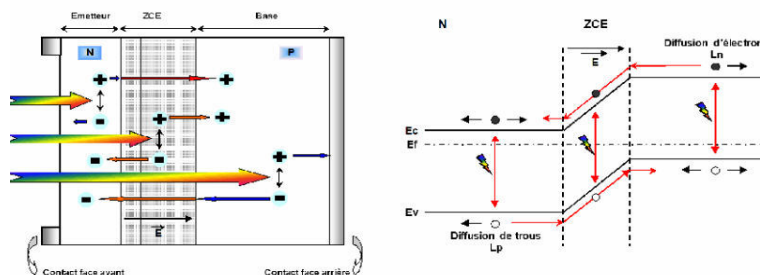 Emetteur
ZCE
Base
N
P
E
Contact face avant
Contact face arrière
N
ZCE
E
Diffusion d'électron
Ln
Ec
Ef
Ev
Diffusion de trous
Lp